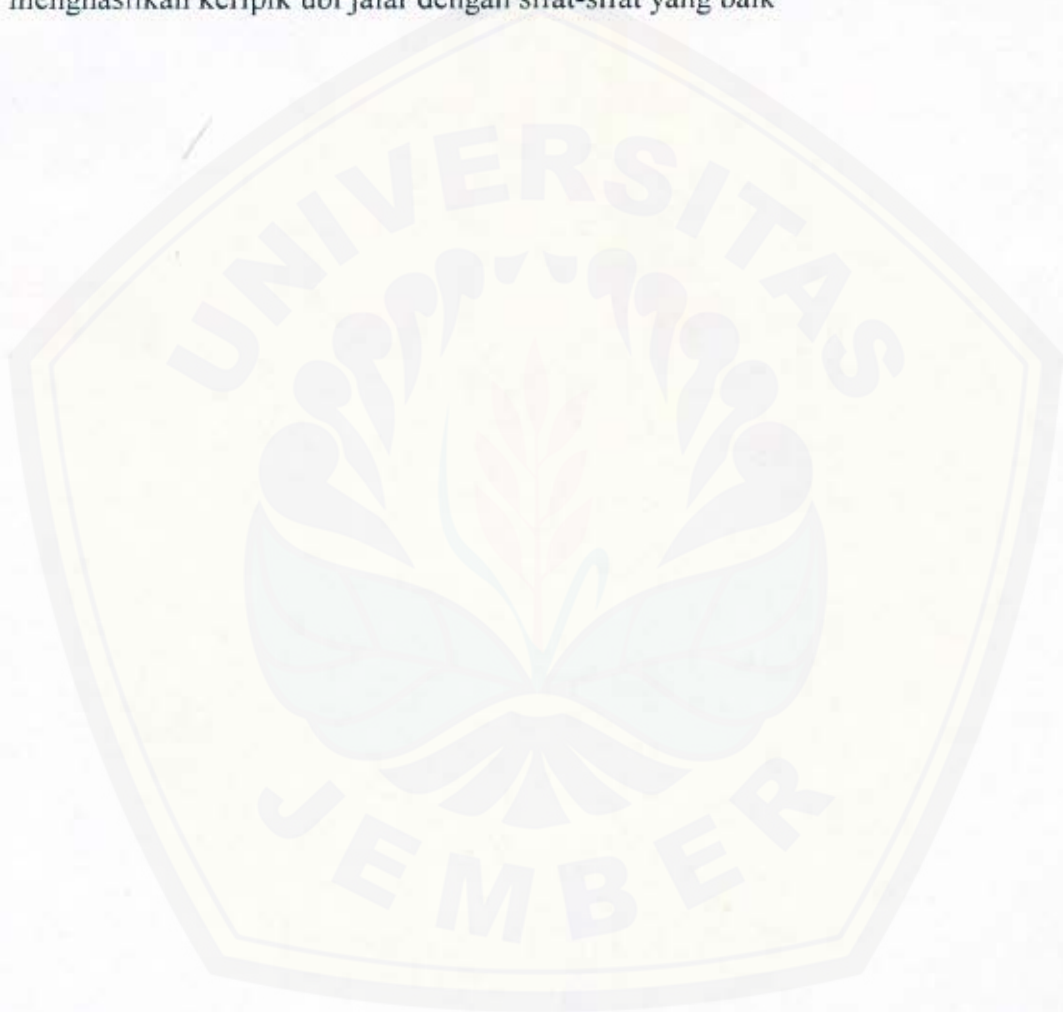 menghasilkan keripik ubi jalar dengan sifat-sifat yang baik
UNIVERSITAS
JEMBER